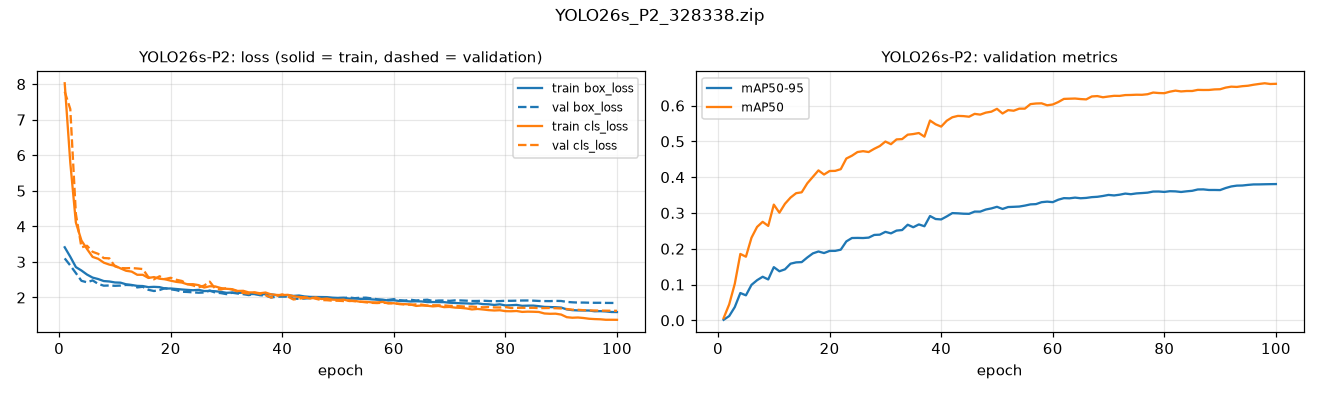 YOLO26s_P2_328338.zip
YOLO26s-P2: loss (solid = train, dashed = validation)
8
7
6
5
4
3
2
train box_loss
val box_loss
train cls_loss
val cls_loss
0 20 40 60 80 100
epoch
YOLO26s-P2: validation metrics
mAP50-95
mAP50
0.6
0.5
0.4
0.3
0.2
0.1
0.0
0 20 40 60 80 100
epoch